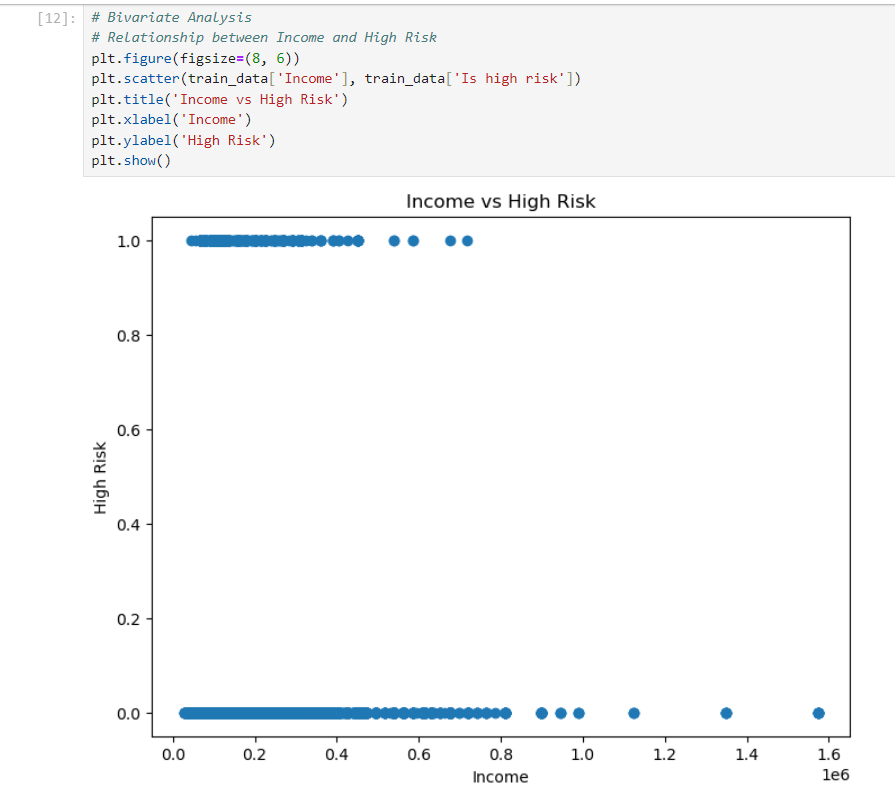 [12]: # Bivariate Analysis
# Relationship between Income and High Risk
plt.figure(figsize=(8, 6))
plt.scatter(train_data['Income'], train_data['Is high risk'])
plt.title('Income vs High Risk')
plt.xlabel('Income')
plt.ylabel('High Risk')
plt.show()
Income vs High Risk
1.0
0.8
0.6
0.4
0.2
0.0
High Risk
0.0 0.2 0.4 0.6 0.8 1.0 1.2 1.4 1.6
1e6
Income